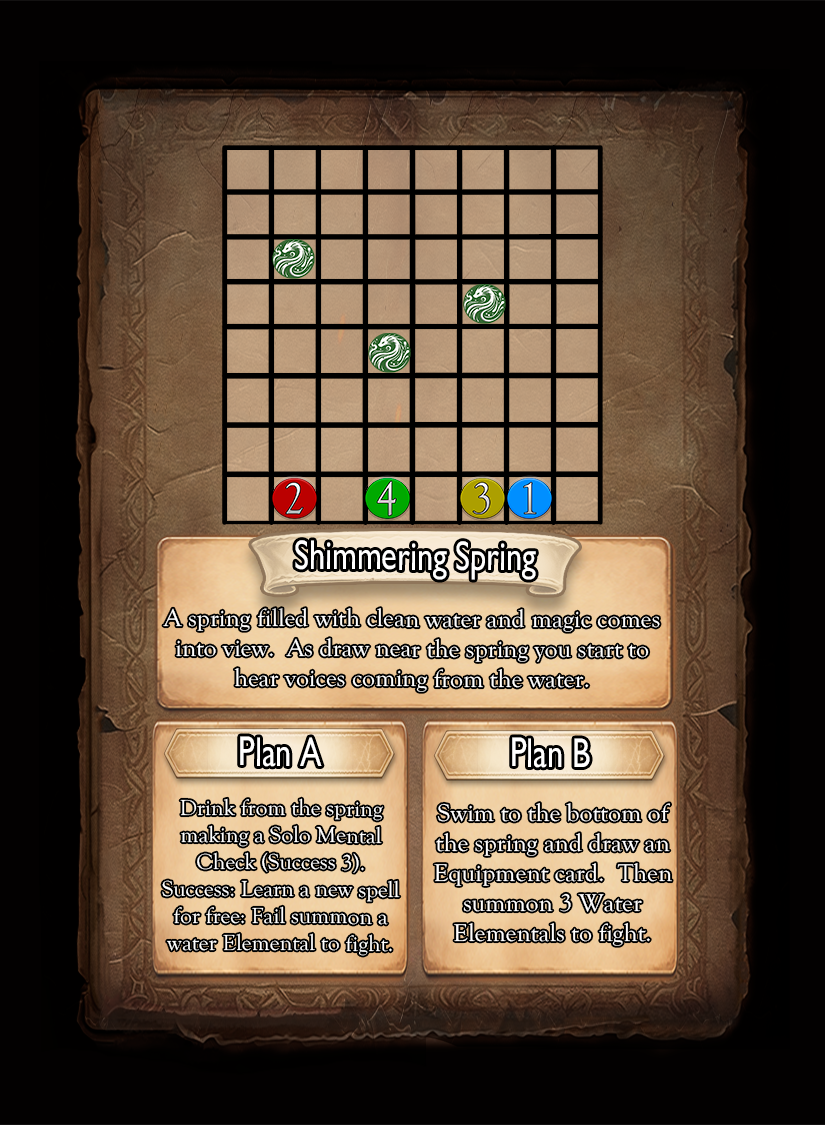 2 4 3 1
Shimmering Spring
A spring filled with clean water and magic comes
into view.  As draw near the spring you start to
hear voices coming from the water.
Plan A
Drink from the spring
making a Solo Mental
Check (Success 3).
Success: Learn a new spell
for free: Fail summon a
water Elemental to fight.
Plan B
Swim to the bottom of
the spring and draw an
Equipment card.  Then
summon 3 Water
Elementals to fight.